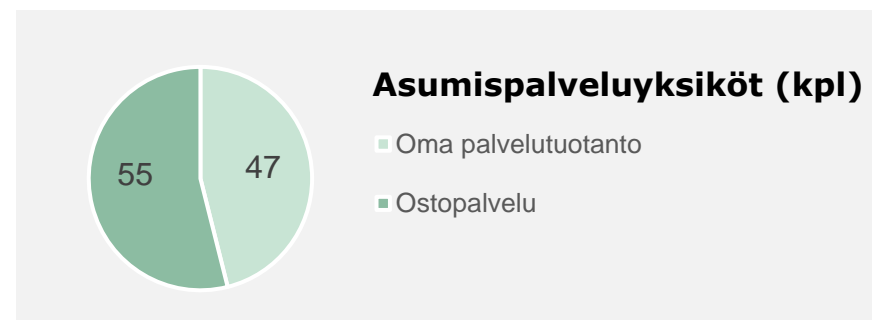 Asumispalveluyksiköt (kpl)
Oma palvelutuotanto
Ostopalvelu
55
47